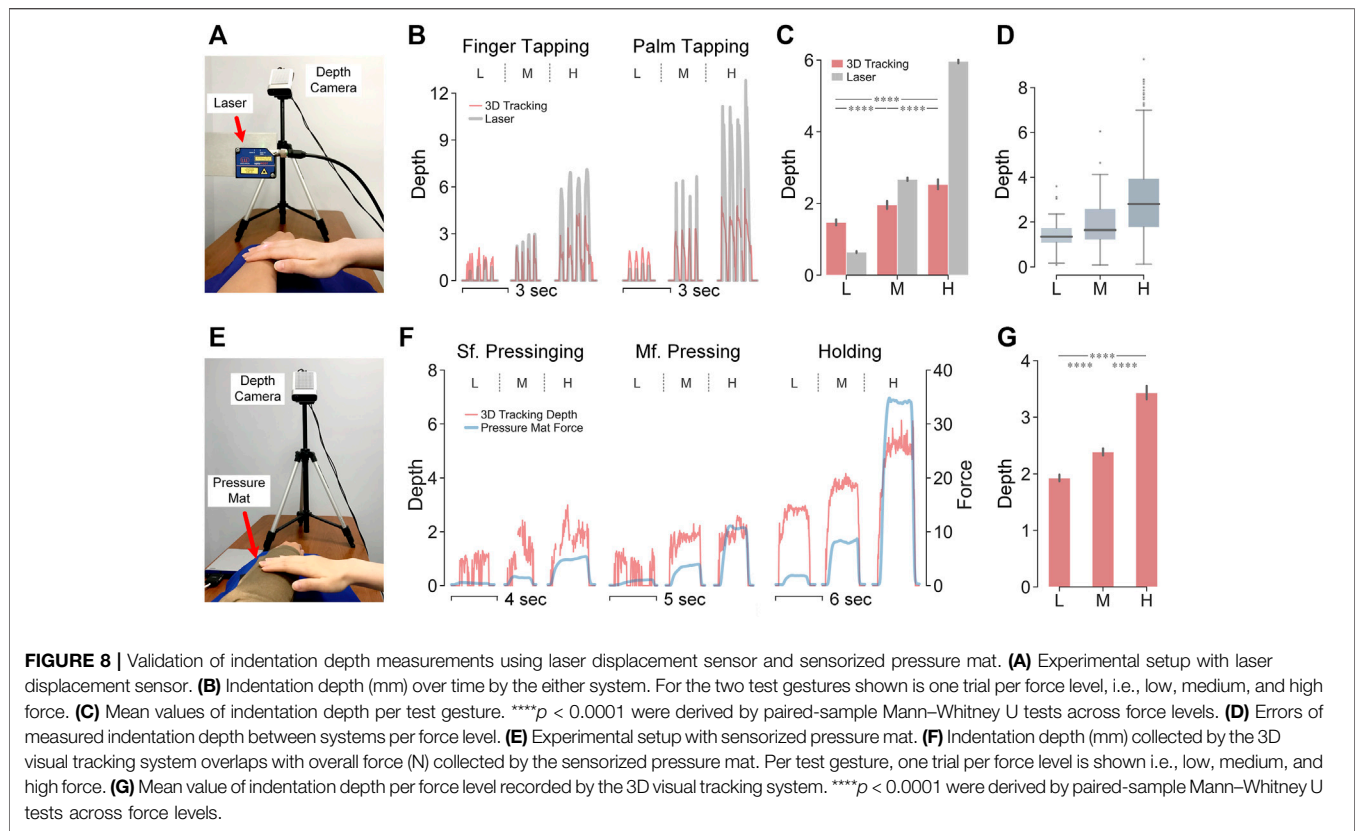 A
Depth
Camera
Laser
B
Finger Tapping
Palm Tapping
L M H
L M H
3D Tracking
Laser
Depth
12
9
6
3
0
3 sec
3 sec
C
3D Tracking
Laser
****
**** ****
Depth
6
4
2
0
L M H
D
8
6
4
2
0
L M H
E
Depth
Camera
Pressure
Mat
F
Sf. Pressinging
Mf. Pressing
Holding
L M H
L M H
L M H
3D Tracking Depth
Pressure Mat Force
Depth
8
6
4
2
0
Force
40
30
20
10
0
4 sec
5 sec
6 sec
G
****
**** ****
Depth
4
3
2
1
0
L M H
FIGURE 8 | Validation of indentation depth measurements using laser displacement sensor and sensorized pressure mat. (A) Experimental setup with laser
displacement sensor. (B) Indentation depth (mm) over time by the either system. For the two test gestures shown is one trial per force level, i.e., low, medium, and high
force. (C) Mean values of indentation depth per test gesture. ****p < 0.0001 were derived by paired-sample Mann–Whitney U tests across force levels. (D) Errors of
measured indentation depth between systems per force level. (E) Experimental setup with sensorized pressure mat. (F) Indentation depth (mm) collected by the 3D
visual tracking system overlaps with overall force (N) collected by the sensorized pressure mat. Per test gesture, one trial per force level is shown i.e., low, medium, and
high force. (G) Mean value of indentation depth per force level recorded by the 3D visual tracking system. ****p < 0.0001 were derived by paired-sample Mann–Whitney U
tests across force levels.